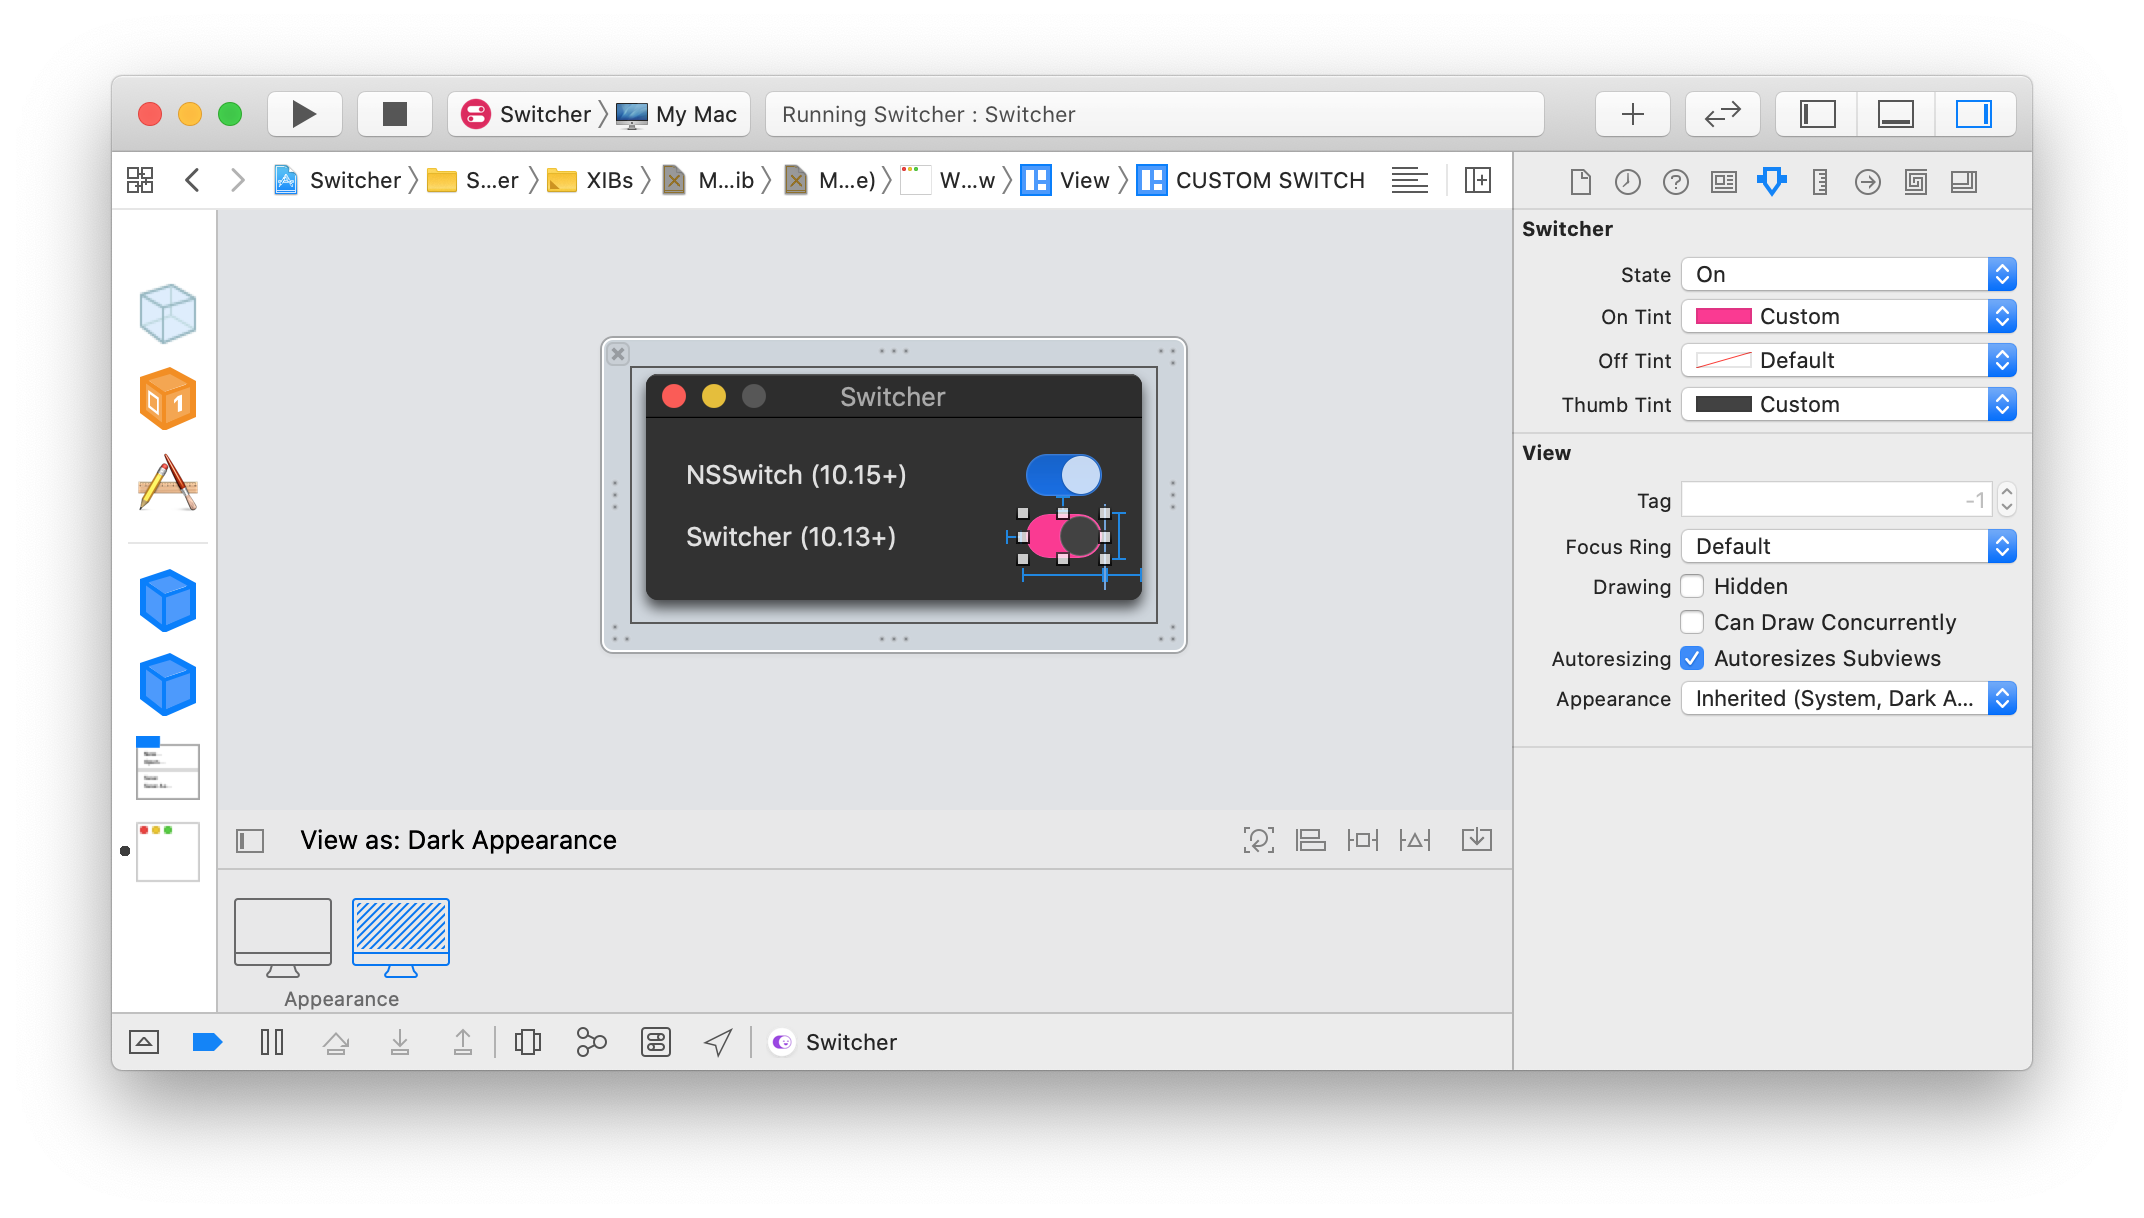 Switcher My Mac
Running Switcher : Switcher
Switcher S...er XIBs M...ib M...e) W...w View CUSTOM SWITCH
Switcher
NSSwitch (10.15+)
Switcher (10.13+)
View as: Dark Appearance
Appearance
Switcher
Switcher
State On
On Tint Custom
Off Tint Default
Thumb Tint Custom
View
Tag -1
Focus Ring Default
Drawing Hidden
Can Draw Concurrently
Autoresizing Autoresizes Subviews
Appearance Inherited (System, Dark A...